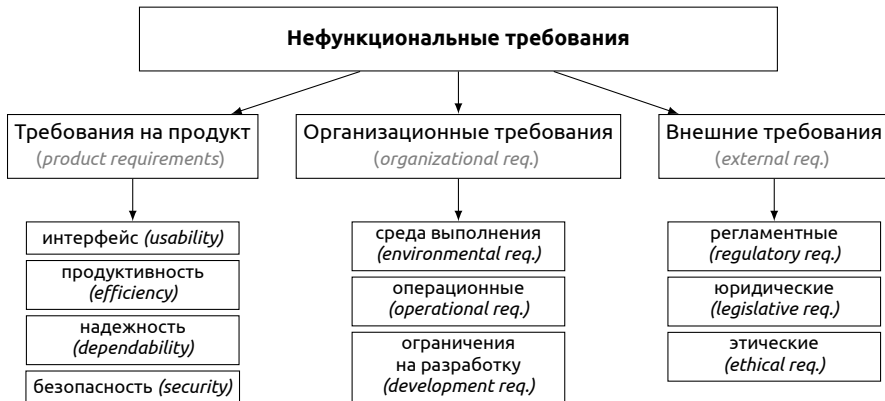 Нефункциональные требования
Требования на продукт
(product requirements)
Организационные требования
(organizational req.)
Внешние требования
(external req.)
интерфейс (usability)
продуктивность
(efficiency)
надежность
(dependability)
безопасность (security)
среда выполнения
(environmental req.)
операционные
(operational req.)
ограничения
на разработку
(development req.)
регламентные
(regulatory req.)
юридические
(legislative req.)
этические
(ethical req.)